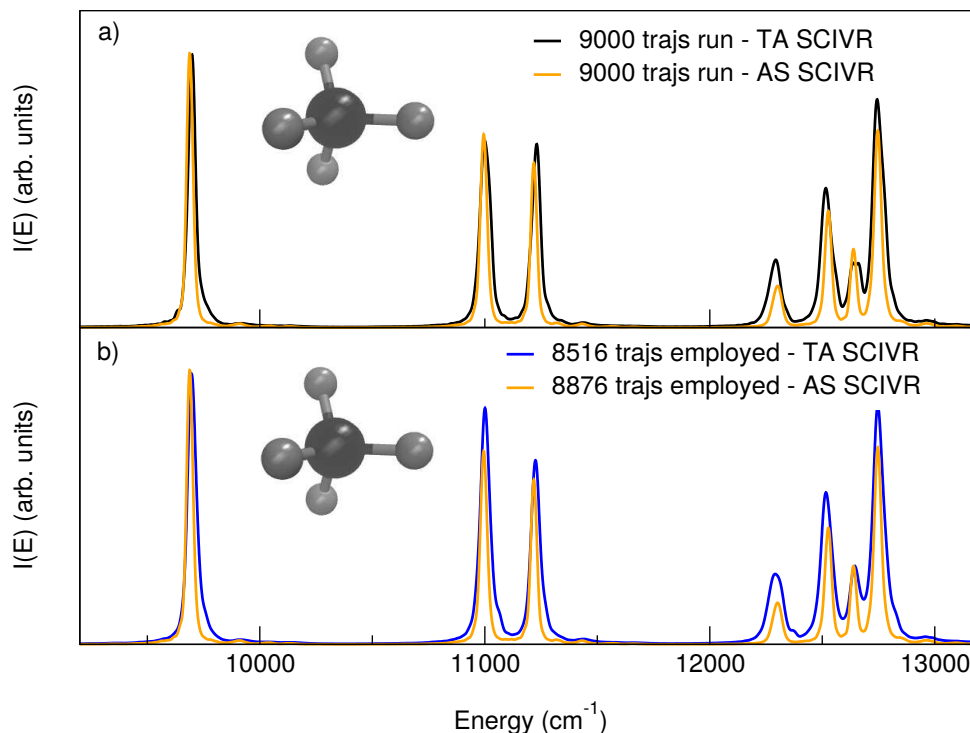 a)
9000 trajs run - TA SCIVR
9000 trajs run - AS SCIVR
I(E) (arb. units)
b)
8516 trajs employed - TA SCIVR
8876 trajs employed - AS SCIVR
I(E) (arb. units)
10000 11000 12000 13000
Energy (cm⁻¹)